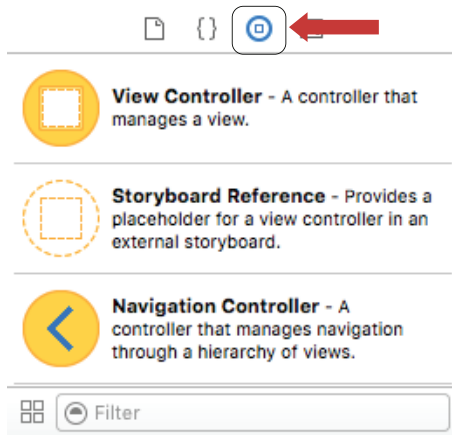 View Controller - A controller that
manages a view.
Storyboard Reference - Provides a
placeholder for a view controller in an
external storyboard.
Navigation Controller - A
controller that manages navigation
through a hierarchy of views.
Filter